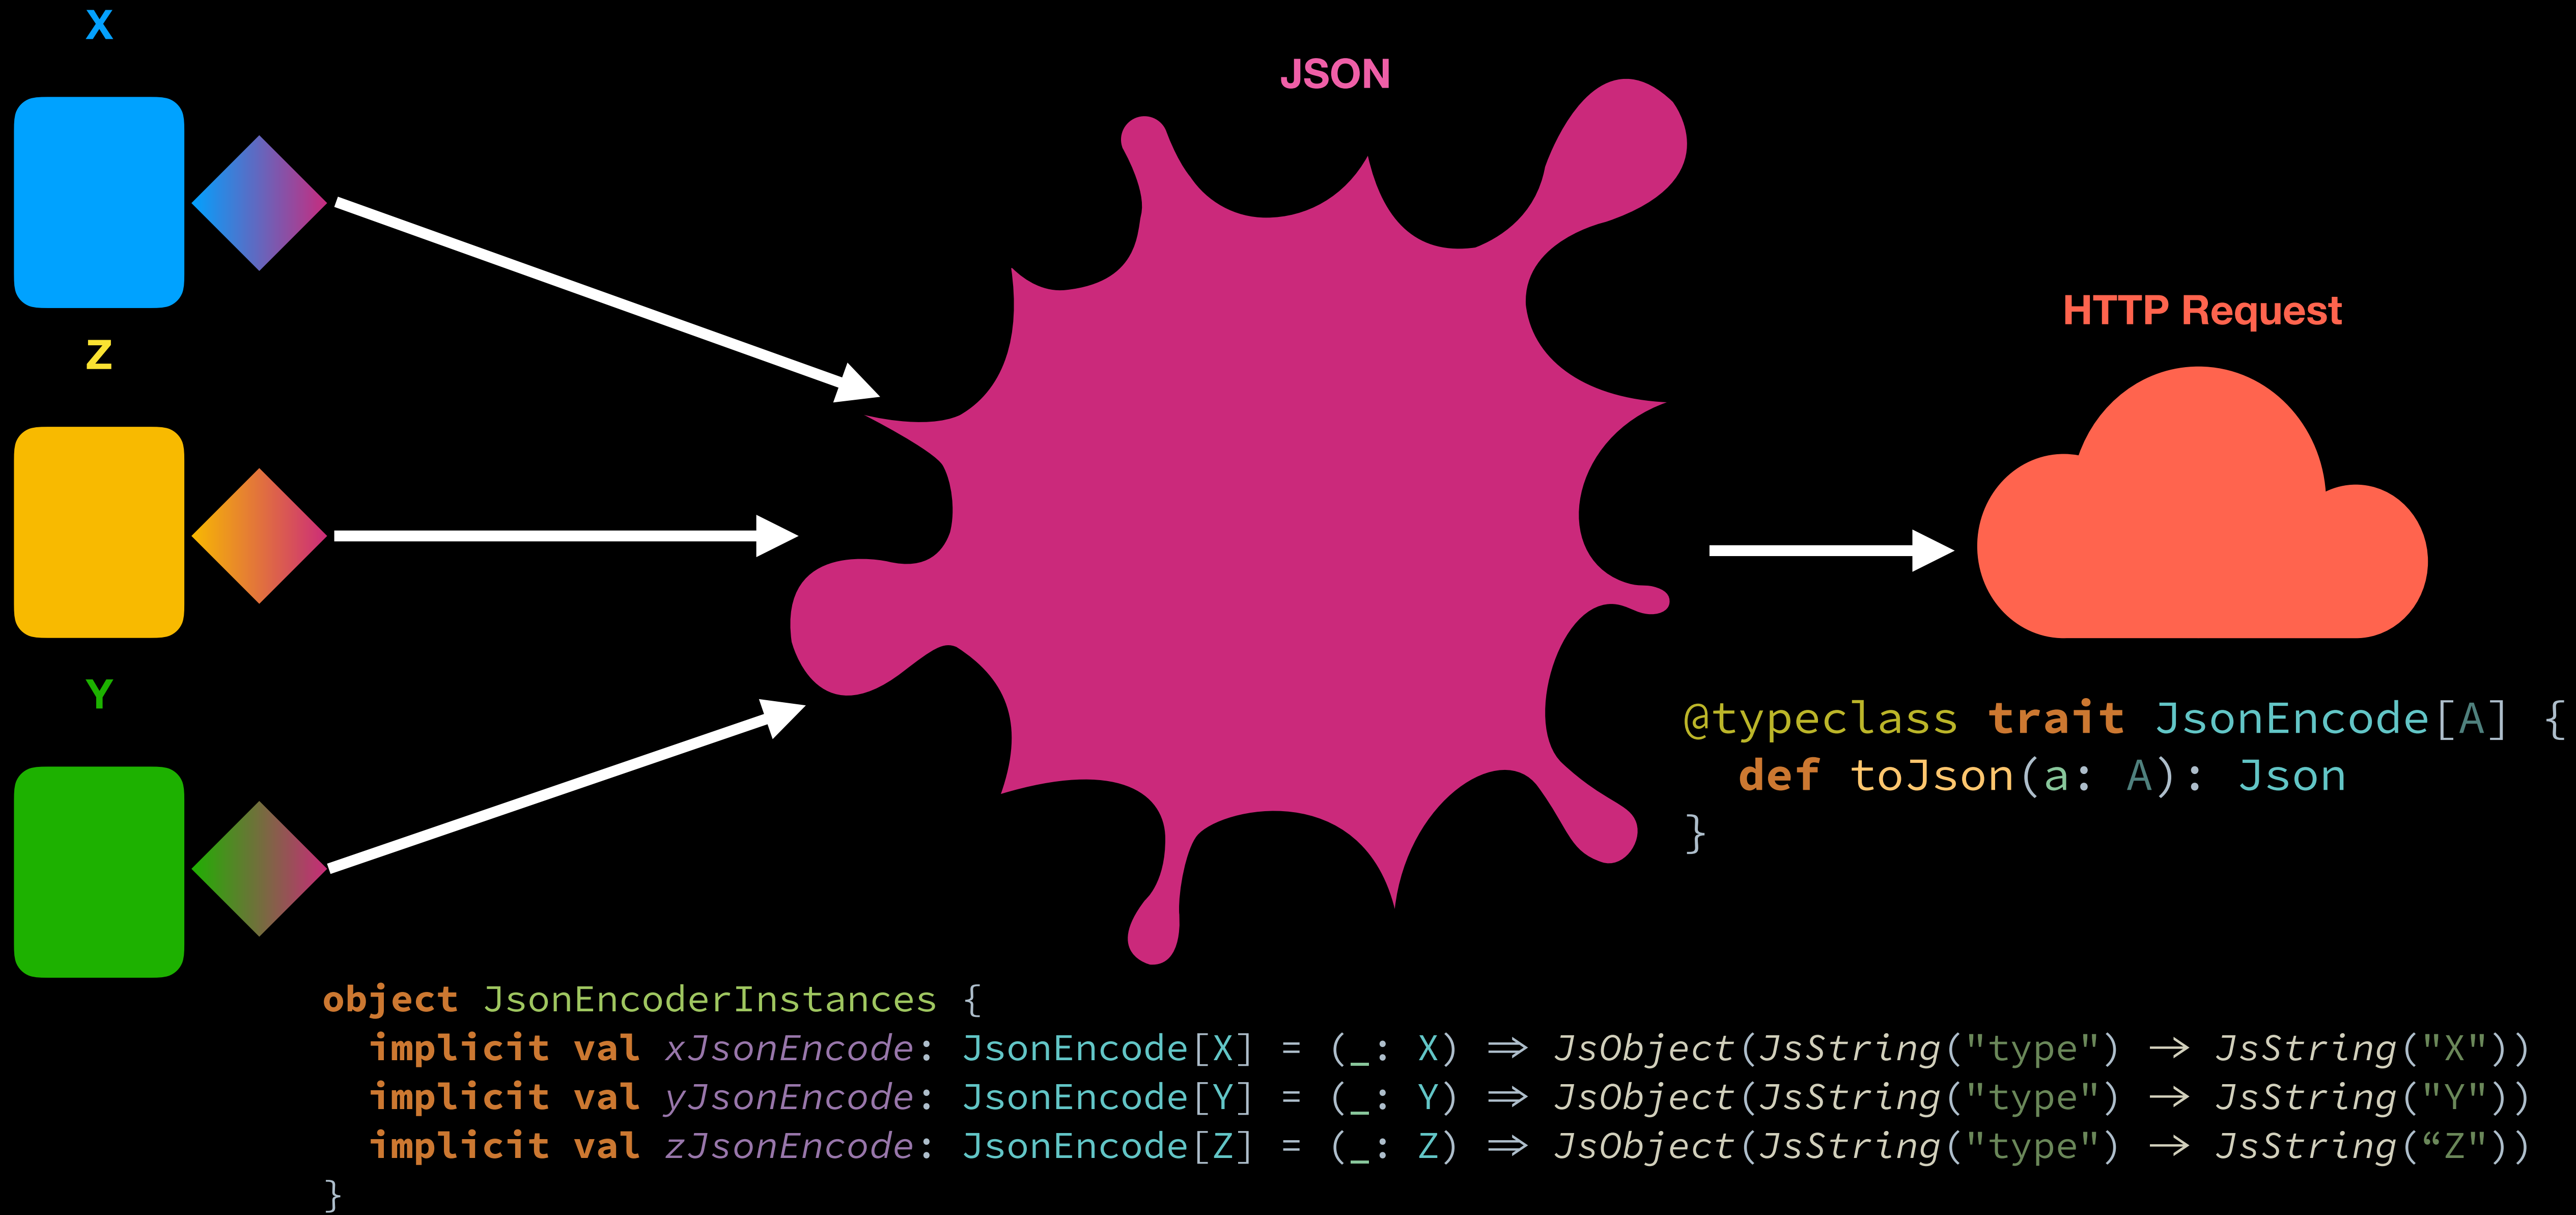 X
JSON
HTTP Request
Z
Y
@typeclass trait JsonEncode[A] {
  def toJson(a: A): Json
}
object JsonEncoderInstances {
  implicit val xJsonEncode: JsonEncode[X] = (_: X) ⇒ JsObject(JsString("type") → JsString("X"))
  implicit val yJsonEncode: JsonEncode[Y] = (_: Y) ⇒ JsObject(JsString("type") → JsString("Y"))
  implicit val zJsonEncode: JsonEncode[Z] = (_: Z) ⇒ JsObject(JsString("type") → JsString(“Z"))
}